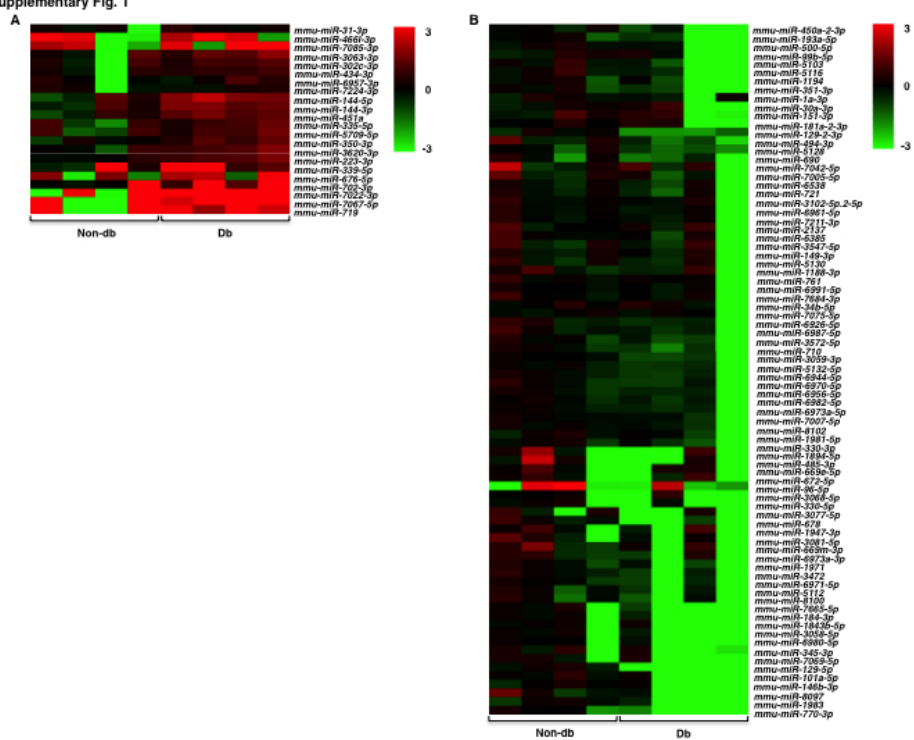 Supplementary Fig. 1
A
mmu-miR-31-3p
mmu-miR-466i-3p
mmu-miR-7085-3p
mmu-miR-3063-3p
mmu-miR-302c-3p
mmu-miR-434-3p
mmu-miR-6957-3p
mmu-miR-7224-3p
mmu-miR-144-5p
mmu-miR-144-3p
mmu-miR-451a
mmu-miR-335-5p
mmu-miR-5709-5p
mmu-miR-350-3p
mmu-miR-3620-3p
mmu-miR-223-3p
mmu-miR-339-5p
mmu-miR-676-5p
mmu-miR-702-3p
mmu-miR-7022-3p
mmu-miR-7067-5p
mmu-miR-719
3
0
-3
Non-db
Db
B
mmu-miR-450a-2-3p
mmu-miR-193a-5p
mmu-miR-500-5p
mmu-miR-99b-5p
mmu-miR-5103
mmu-miR-5116
mmu-miR-1194
mmu-miR-351-3p
mmu-miR-1a-3p
mmu-miR-30a-3p
mmu-miR-151-3p
mmu-miR-181a-2-3p
mmu-miR-129-2-3p
mmu-miR-494-3p
mmu-miR-5128
mmu-miR-690
mmu-miR-7042-5p
mmu-miR-7005-5p
mmu-miR-6538
mmu-miR-721
mmu-miR-3102-5p.2-5p
mmu-miR-6961-5p
mmu-miR-7211-3p
mmu-miR-2137
mmu-miR-6385
mmu-miR-3547-5p
mmu-miR-149-3p
mmu-miR-5130
mmu-miR-1188-3p
mmu-miR-761
mmu-miR-6991-5p
mmu-miR-7684-3p
mmu-miR-34b-5p
mmu-miR-7075-5p
mmu-miR-6926-5p
mmu-miR-6987-5p
mmu-miR-3572-5p
mmu-miR-710
mmu-miR-3059-3p
mmu-miR-5132-5p
mmu-miR-6944-5p
mmu-miR-6970-5p
mmu-miR-6956-5p
mmu-miR-6982-5p
mmu-miR-6973a-5p
mmu-miR-7007-5p
mmu-miR-8102
mmu-miR-1981-5p
mmu-miR-330-3p
mmu-miR-1894-5p
mmu-miR-485-3p
mmu-miR-669e-5p
mmu-miR-672-5p
mmu-miR-96-5p
mmu-miR-3068-5p
mmu-miR-330-5p
mmu-miR-3077-5p
mmu-miR-678
mmu-miR-1947-3p
mmu-miR-3081-5p
mmu-miR-669m-3p
mmu-miR-6973a-3p
mmu-miR-1971
mmu-miR-3472
mmu-miR-6971-5p
mmu-miR-5112
mmu-miR-8100
mmu-miR-7665-5p
mmu-miR-184-3p
mmu-miR-1843b-5p
mmu-miR-3058-5p
mmu-miR-6980-5p
mmu-miR-345-3p
mmu-miR-7069-5p
mmu-miR-129-5p
mmu-miR-101a-5p
mmu-miR-146b-3p
mmu-miR-8097
mmu-miR-1983
mmu-miR-770-3p
3
0
-3
Non-db
Db